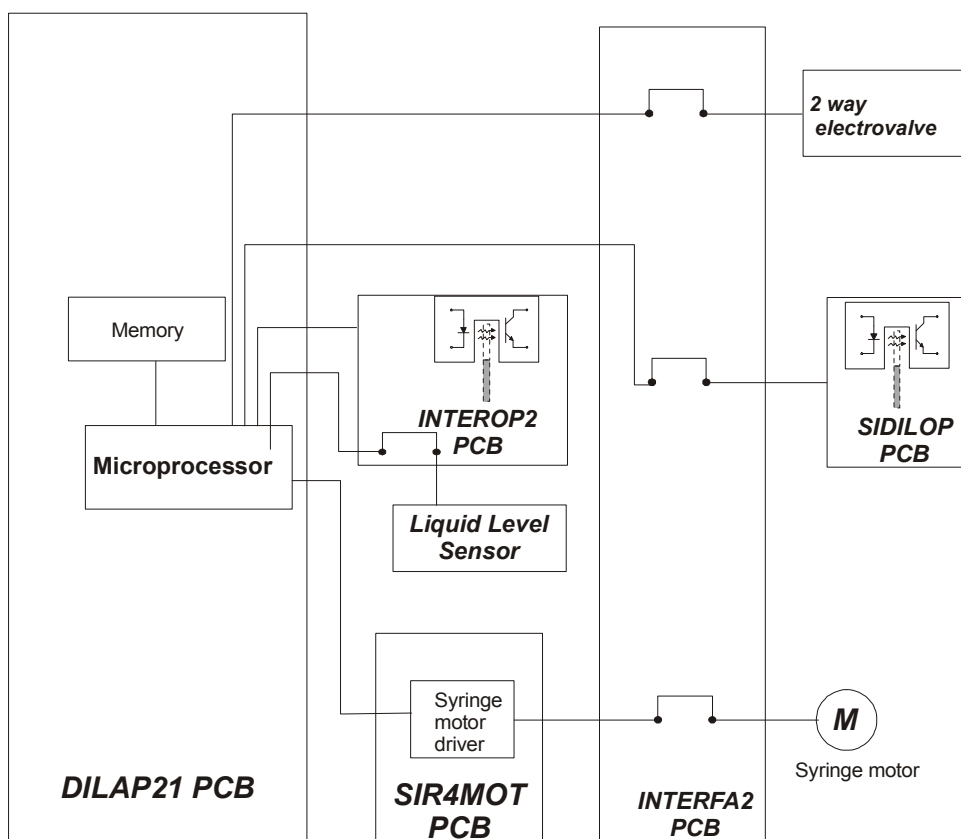 2 way
electrovalve
Memory
INTEROP2
PCB
SIDILOP
PCB
Microprocessor
Liquid Level
Sensor
Syringe
motor
driver
M
Syringe motor
DILAP21 PCB
SIR4MOT
PCB
INTERFA2
PCB